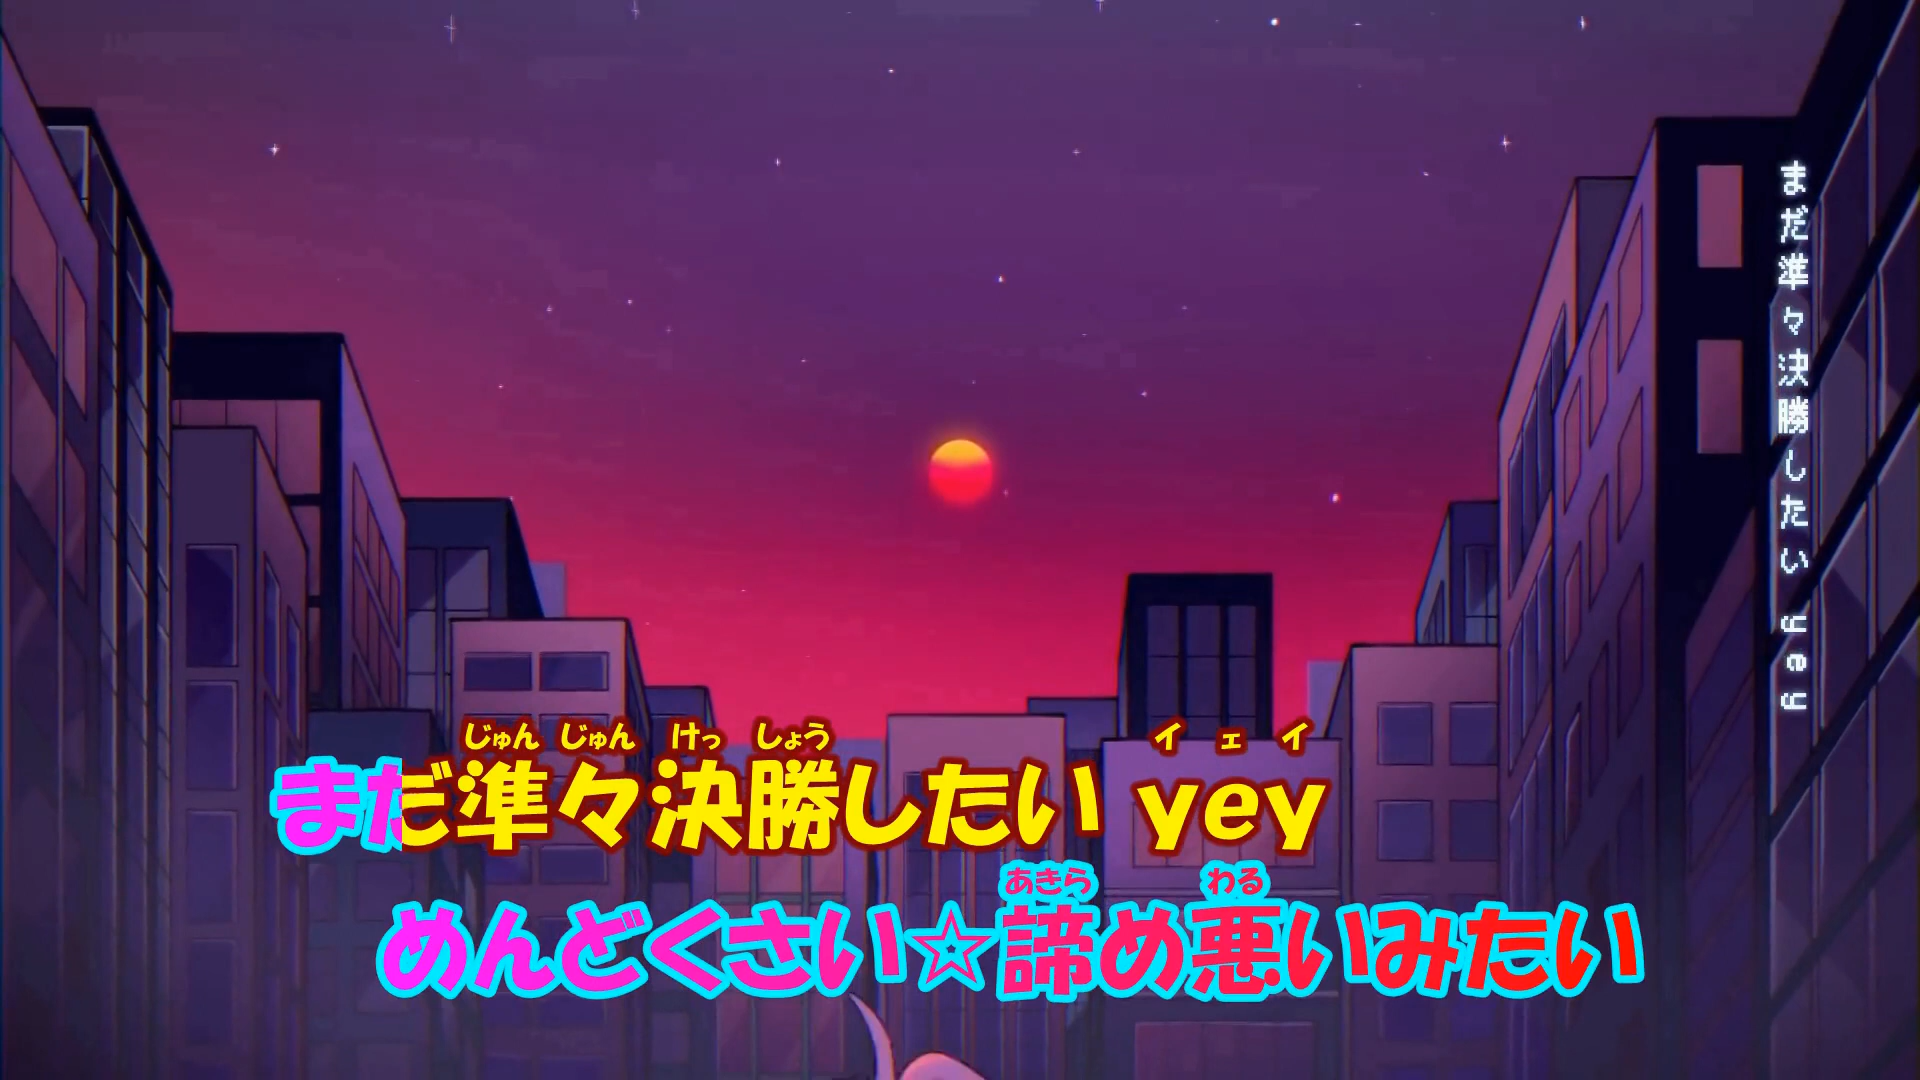 まだ準々決勝したい yey
じゅん じゅん けっ しょう イェイ
まだ準々決勝したい yey
あきら わる
めんどくさい☆諦め悪いみたい